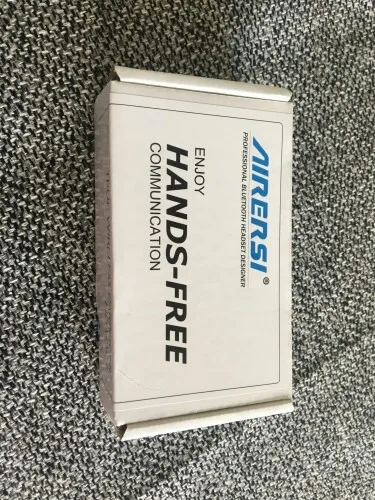 AIRERSI®
PROFESSIONAL BLUETOOTH HEADSET DESIGNER
ENJOY
HANDS-FREE
COMMUNICATION